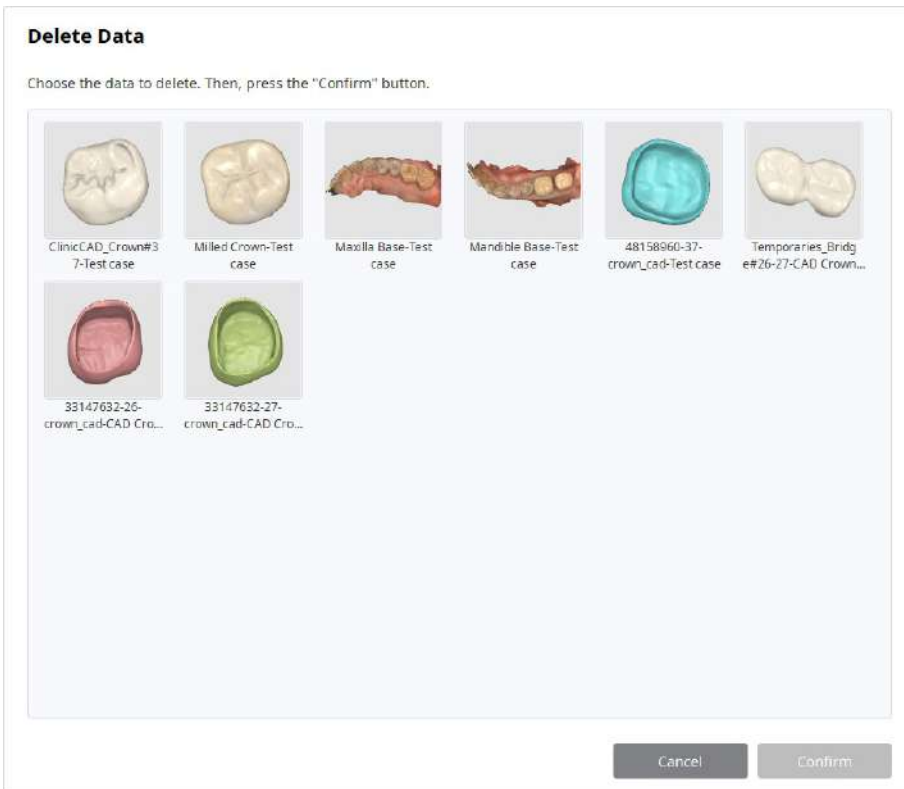 Delete Data
Choose the data to delete. Then, press the "Confirm" button.
ClinicCAD_Crown#3
7-Test case
Milled Crown-Test
case
Maxilla Base-Test
case
Mandible Base-Test
case
48158960-37-
crown_cad-Test case
Temporaries_Bridg
e#26-27-CAD Crown...
33147632-26-
crown_cad-CAD Cro...
33147632-27-
crown_cad-CAD Cro...
Cancel
Confirm